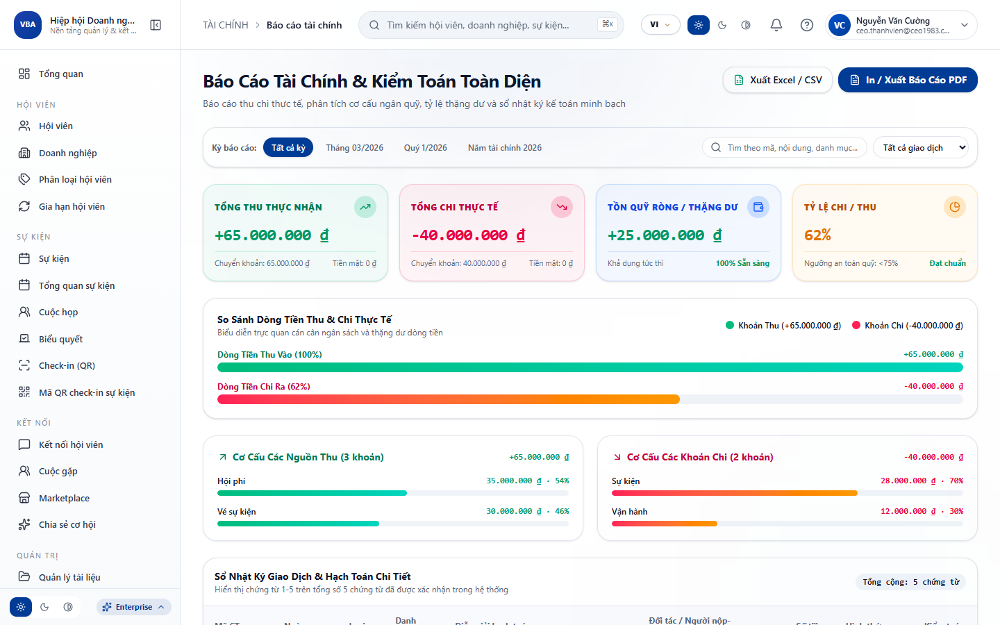 VBA
Hiệp hội Doanh ng...
Nền tảng quản lý & kết ...
TÀI CHÍNH > Báo cáo tài chính
Tìm kiếm hội viên, doanh nghiệp, sự kiện...
⌘K
VI
VC
Nguyễn Văn Cường
ceo.thanhvien@ceo1983.c...
Tổng quan
HỘI VIÊN
Hội viên
Doanh nghiệp
Phân loại hội viên
Gia hạn hội viên
SỰ KIỆN
Sự kiện
Tổng quan sự kiện
Cuộc họp
Biểu quyết
Check-in (QR)
Mã QR check-in sự kiện
KẾT NỐI
Kết nối hội viên
Cuộc gặp
Marketplace
Chia sẻ cơ hội
QUẢN TRỊ
Quản lý tài liệu
Enterprise
Báo Cáo Tài Chính & Kiểm Toán Toàn Diện
Báo cáo thu chi thực tế, phân tích cơ cấu ngân quỹ, tỷ lệ thặng dư và sổ nhật ký kế toán minh bạch
Xuất Excel / CSV
In / Xuất Báo Cáo PDF
Kỳ báo cáo:
Tất cả kỳ
Tháng 03/2026
Quý 1/2026
Năm tài chính 2026
Tìm theo mã, nội dung, danh mục...
Tất cả giao dịch
TỔNG THU THỰC NHẬN
+65.000.000 ₫
Chuyển khoản: 65.000.000 ₫
Tiền mặt: 0 ₫
TỔNG CHI THỰC TẾ
-40.000.000 ₫
Chuyển khoản: 40.000.000 ₫
Tiền mặt: 0 ₫
TỒN QUỸ RÒNG / THẶNG DƯ
+25.000.000 ₫
Khả dụng tức thì
100% Sẵn sàng
TỶ LỆ CHI / THU
62%
Ngưỡng an toàn quỹ: <75%
Đạt chuẩn
So Sánh Dòng Tiền Thu & Chi Thực Tế
Biểu diễn trực quan cán cân ngân sách và thặng dư dòng tiền
Khoản Thu (+65.000.000 ₫)
Khoản Chi (-40.000.000 ₫)
Dòng Tiền Thu Vào (100%)
+65.000.000 ₫
Dòng Tiền Chi Ra (62%)
-40.000.000 ₫
Cơ Cấu Các Nguồn Thu (3 khoản)
+65.000.000 ₫
Hội phí
35.000.000 ₫ · 54%
Vé sự kiện
30.000.000 ₫ · 46%
Cơ Cấu Các Khoản Chi (2 khoản)
-40.000.000 ₫
Sự kiện
28.000.000 ₫ · 70%
Vận hành
12.000.000 ₫ · 30%
Sổ Nhật Ký Giao Dịch & Hạch Toán Chi Tiết
Hiển thị chứng từ 1-5 trên tổng số 5 chứng từ đã được xác nhận trong hệ thống
Tổng cộng: 5 chứng từ
Danh
Đối tác / Người nộp-